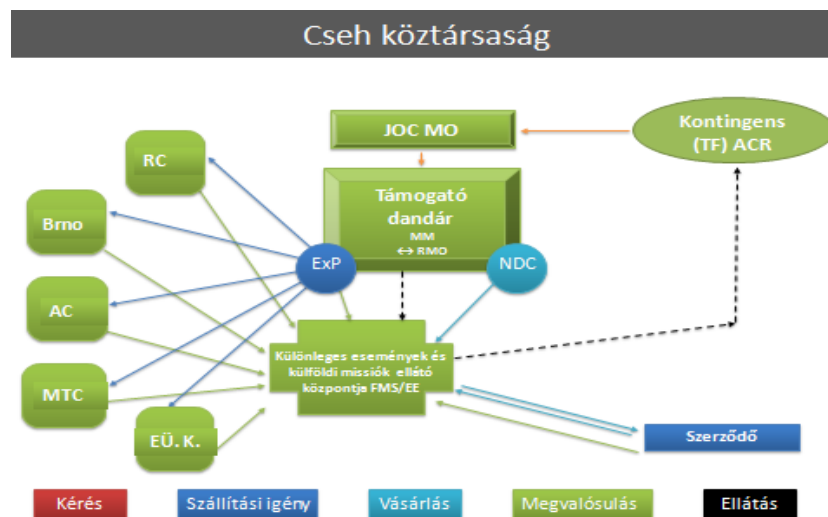 Cseh köztársaság
JOC MO
Kontingens
(TF) ACR
RC
Támogató
dandár
MM
↔ RMO
Brno
ExP
NDC
AC
Különleges események és
külföldi missiók ellátó
központja FMS/EE
MTC
EÜ. K.
Szerződő
Kérés
Szállítási igény
Vásárlás
Megvalósulás
Ellátás